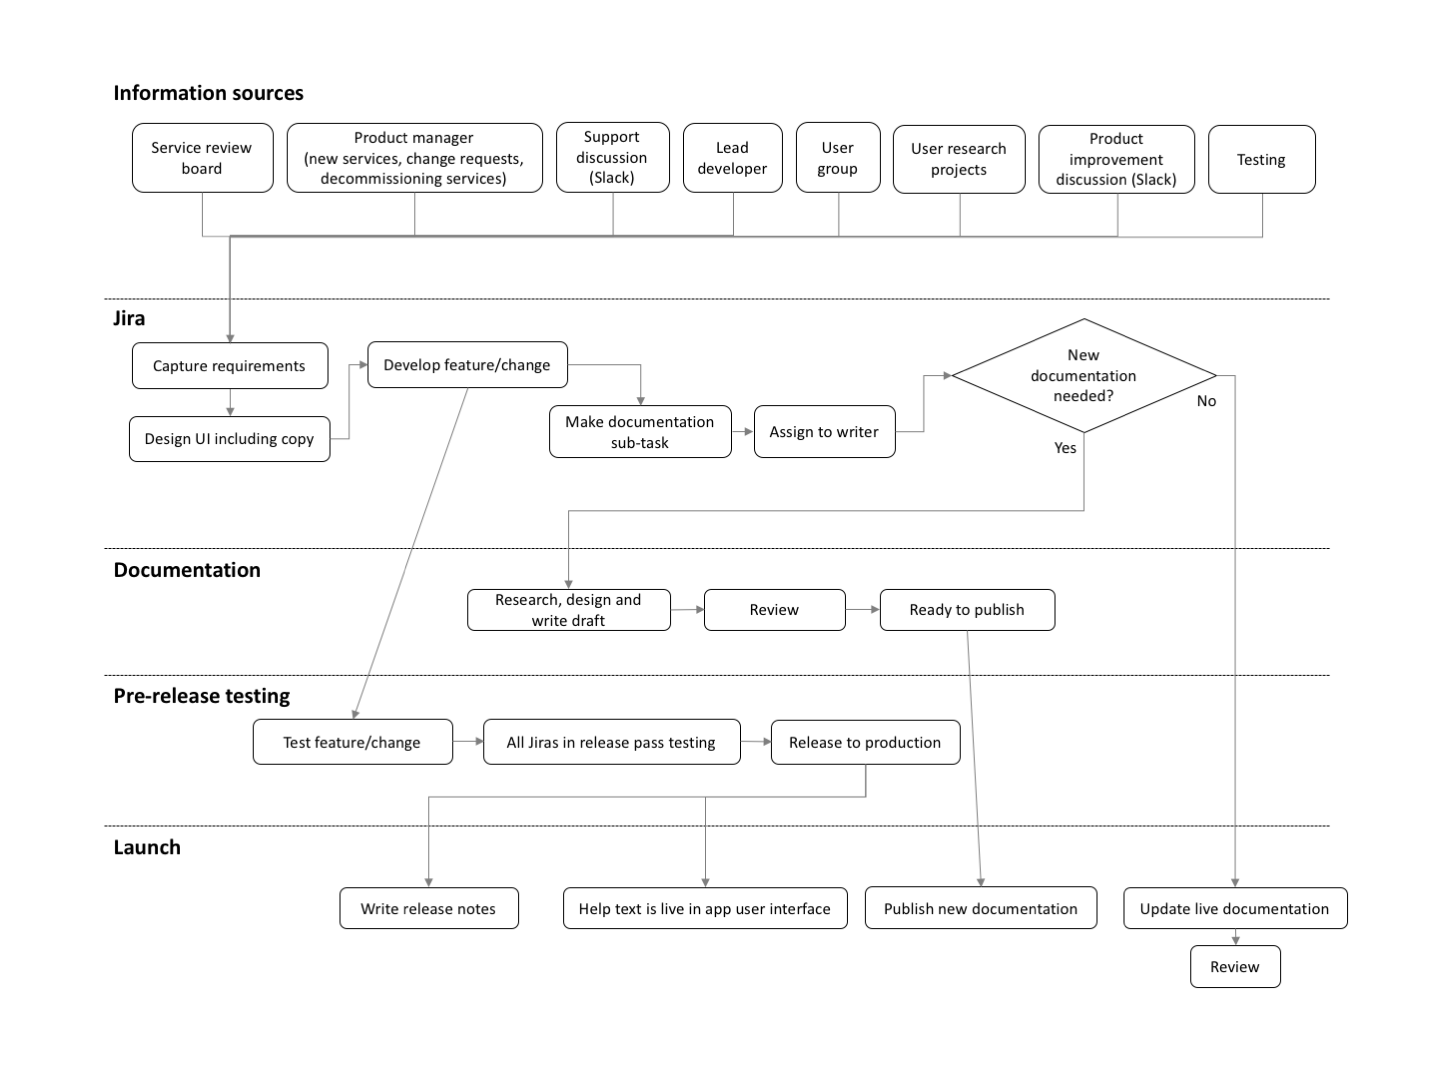 Information sources
Service review
board
Product manager
(new services, change requests,
decommissioning services)
Support
discussion
(Slack)
Lead
developer
User
group
User research
projects
Product
improvement
discussion (Slack)
Testing
Jira
Capture requirements
Design UI including copy
Develop feature/change
Make documentation
sub-task
Assign to writer
New
documentation
needed?
No
Yes
Documentation
Research, design and
write draft
Review
Ready to publish
Pre-release testing
Test feature/change
All Jiras in release pass testing
Release to production
Launch
Write release notes
Help text is live in app user interface
Publish new documentation
Update live documentation
Review